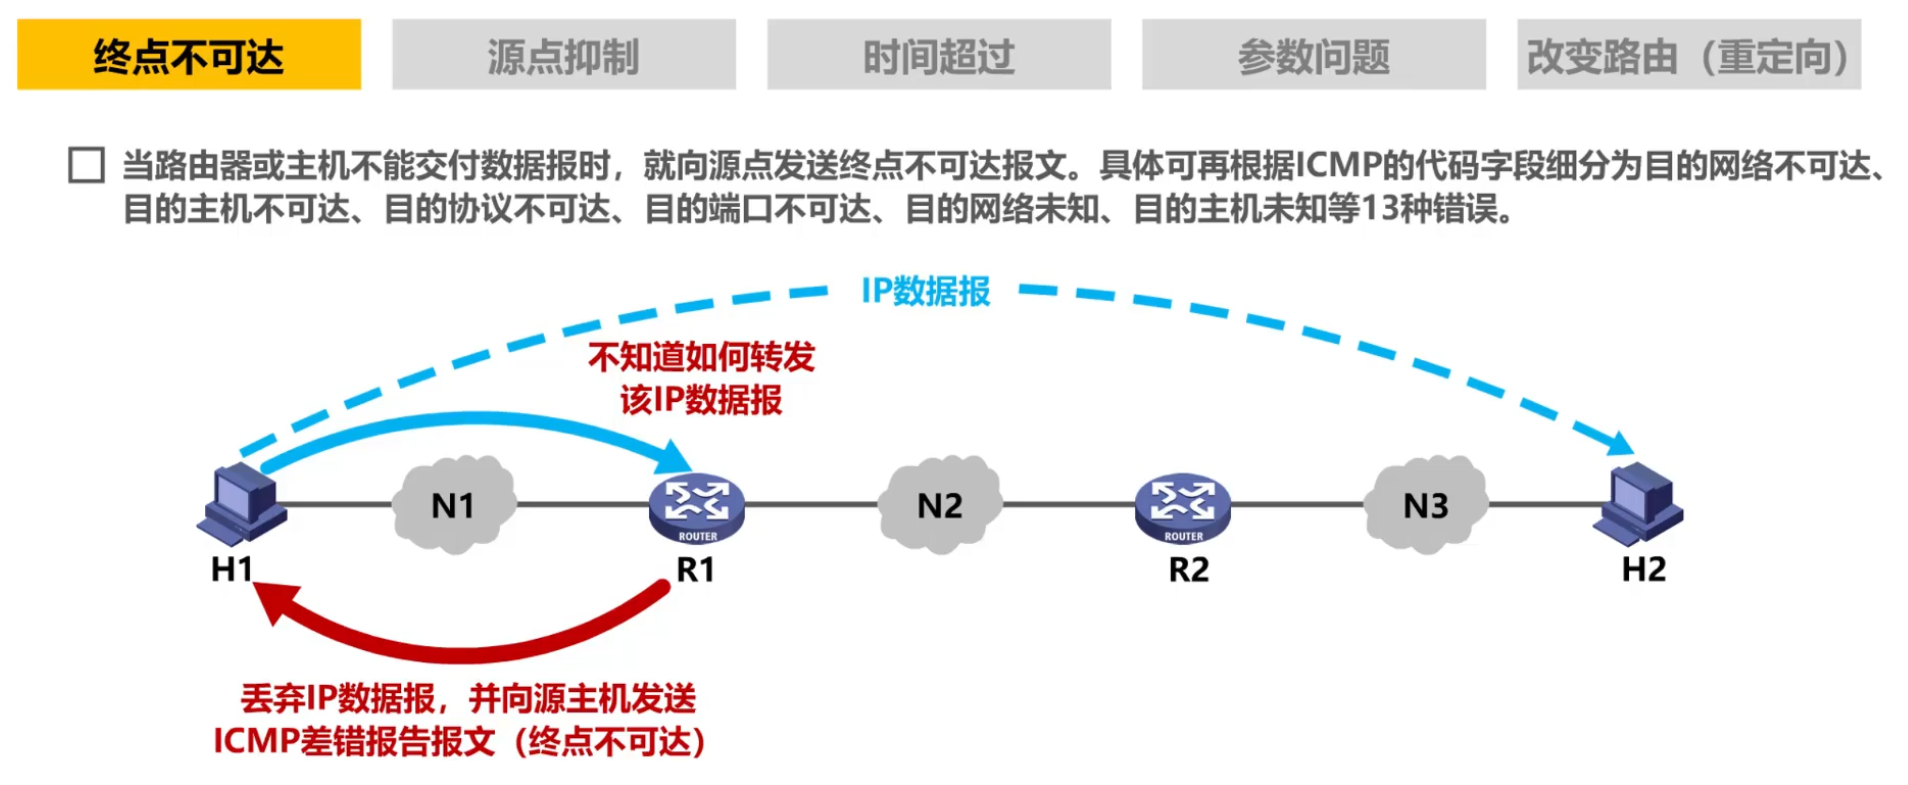 终点不可达
源点抑制
时间超过
参数问题
改变路由（重定向）
当路由器或主机不能交付数据报时，就向源点发送终点不可达报文。具体可再根据ICMP的代码字段细分为目的网络不可达、
目的主机不可达、目的协议不可达、目的端口不可达、目的网络未知、目的主机未知等13种错误。
IP数据报
不知道如何转发
该IP数据报
N1
N2
N3
ROUTER
ROUTER
H1
R1
R2
H2
丢弃IP数据报，并向源主机发送
ICMP差错报告报文（终点不可达）